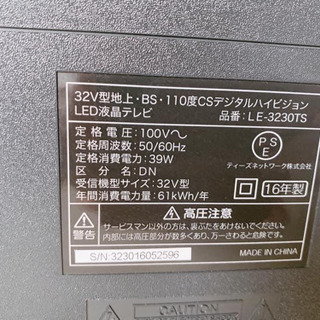 32V型地上・BS・110度CSデジタルハイビジョン
LED液晶テレビ 品番：LE-3230TS
定格電圧：100V～
定格周波数：50/60Hz
定格消費電力：39W
区分名：DN
受信機型サイズ：32V型
年間消費電力量：61kWh/年
PSE
ティーズネットワーク株式会社
16年製
警告
高圧注意
サービスマン以外の方は、裏ぶたをあけないでください。
内部には高圧部分が数多くあり、万一さわると危険です。
S/N:323016052596 MADE IN CHINA
CAUTION